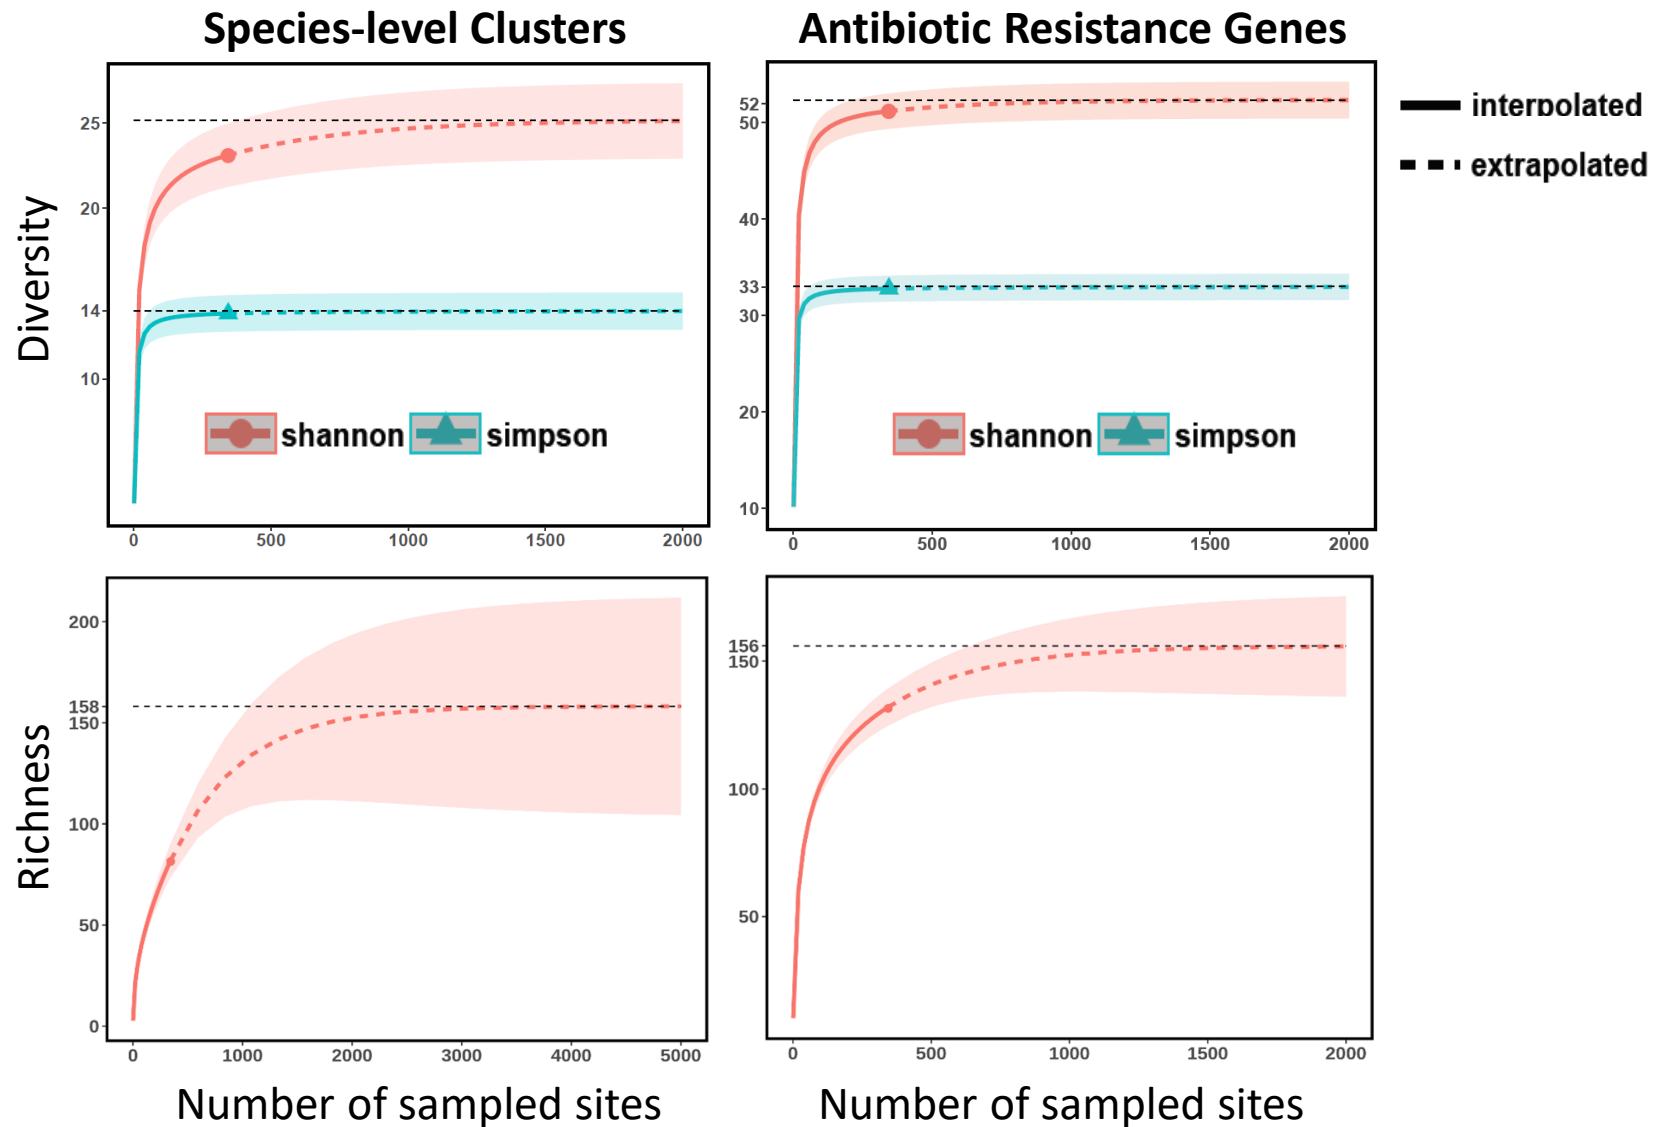 Species-level Clusters
Antibiotic Resistance Genes
interpolated
extrapolated
Diversity
25
20
14
10
shannon simpson
0 500 1000 1500 2000
52
50
40
33
30
20
10
shannon simpson
0 500 1000 1500 2000
Richness
200
158
150
100
50
0
0 1000 2000 3000 4000 5000
156
150
100
50
0 500 1000 1500 2000
Number of sampled sites
Number of sampled sites